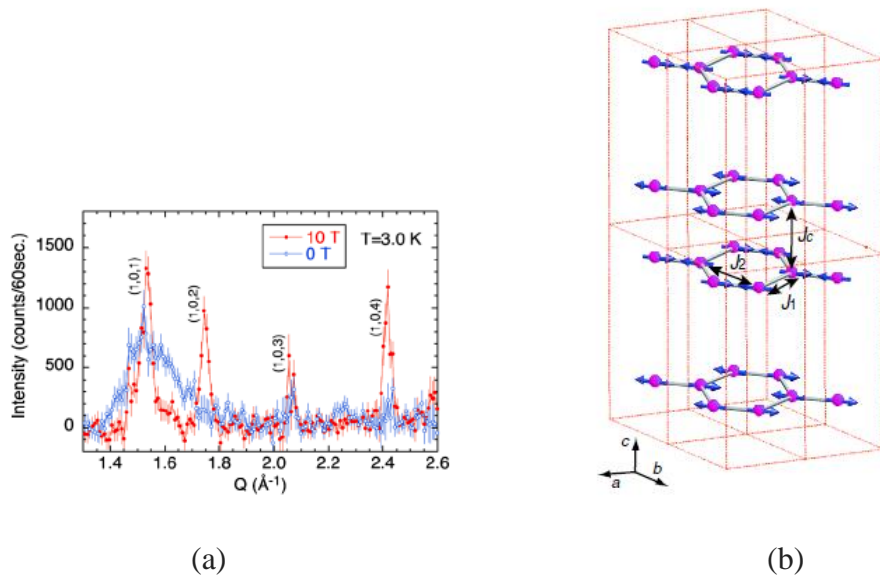 Intensity (counts/60sec.)
1500
1000
500
0
10 T
0 T
T=3.0 K
(1,0,1)
(1,0,2)
(1,0,3)
(1,0,4)
1.4 1.6 1.8 2.0 2.2 2.4 2.6
Q (Å-1)
Jc
J2
J1
c
a
b
(a)
(b)